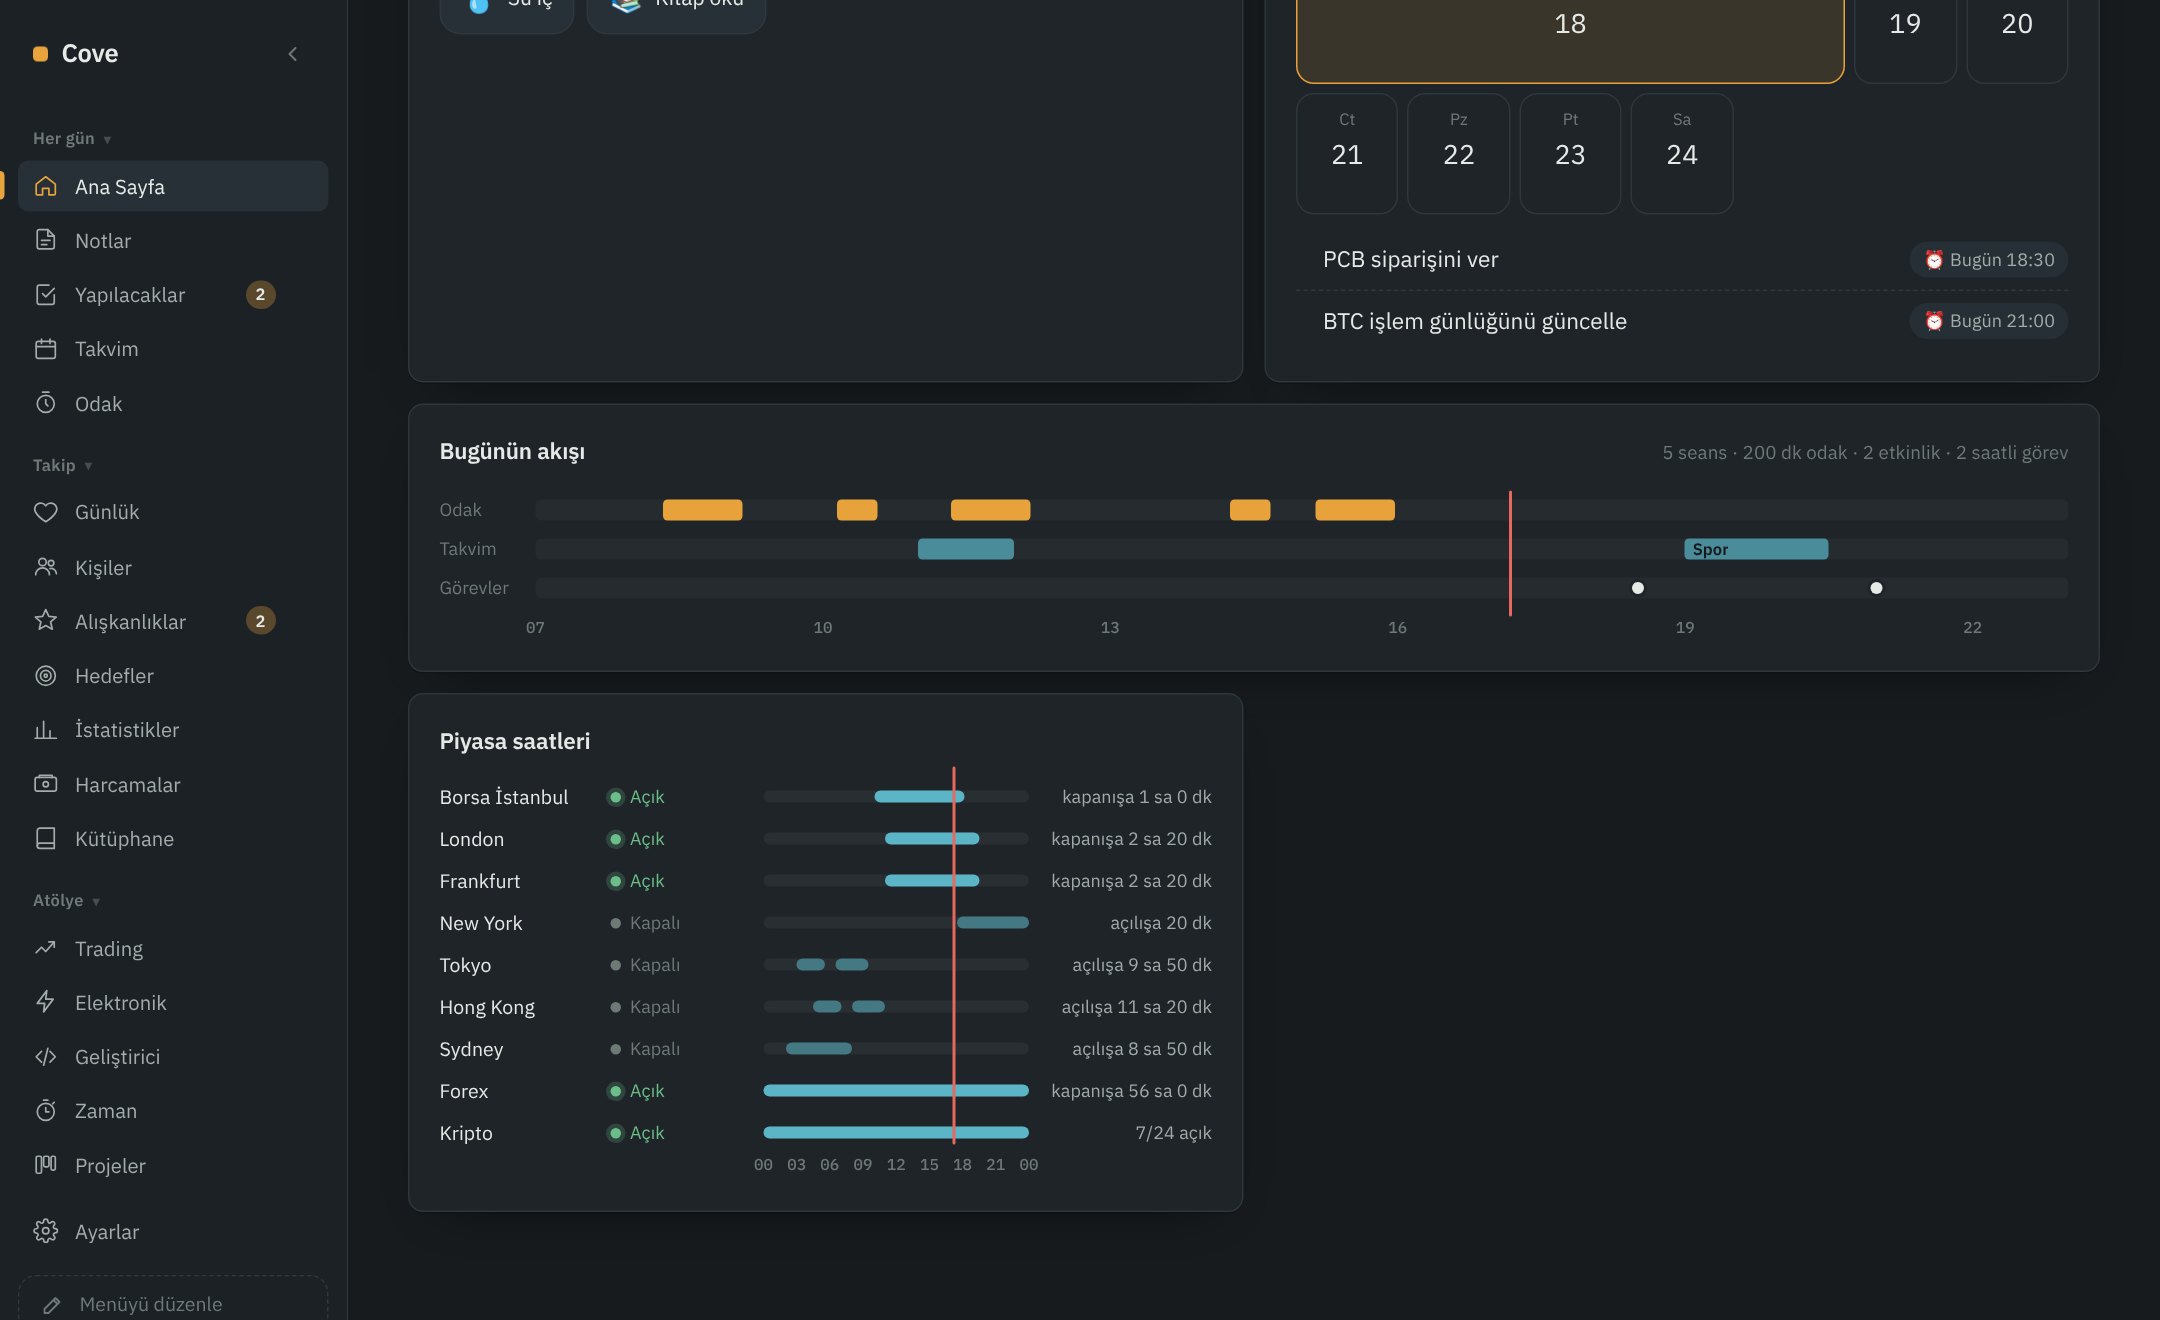 Cove
Her gün
Ana Sayfa
Notlar
Yapılacaklar 2
Takvim
Odak
Takip
Günlük
Kişiler
Alışkanlıklar 2
Hedefler
İstatistikler
Harcamalar
Kütüphane
Atölye
Trading
Elektronik
Geliştirici
Zaman
Projeler
Ayarlar
Menüyü düzenle
Su iç
Kitap oku
18 19 20
Ct Pz Pt Sa
21 22 23 24
PCB siparişini ver ⏰ Bugün 18:30
BTC işlem günlüğünü güncelle ⏰ Bugün 21:00
Bugünün akışı 5 seans · 200 dk odak · 2 etkinlik · 2 saatli görev
Odak
Takvim Spor
Görevler
07 10 13 16 19 22
Piyasa saatleri
Borsa İstanbul Açık kapanışa 1 sa 0 dk
London Açık kapanışa 2 sa 20 dk
Frankfurt Açık kapanışa 2 sa 20 dk
New York Kapalı açılışa 20 dk
Tokyo Kapalı açılışa 9 sa 50 dk
Hong Kong Kapalı açılışa 11 sa 20 dk
Sydney Kapalı açılışa 8 sa 50 dk
Forex Açık kapanışa 56 sa 0 dk
Kripto Açık 7/24 açık
00 03 06 09 12 15 18 21 00